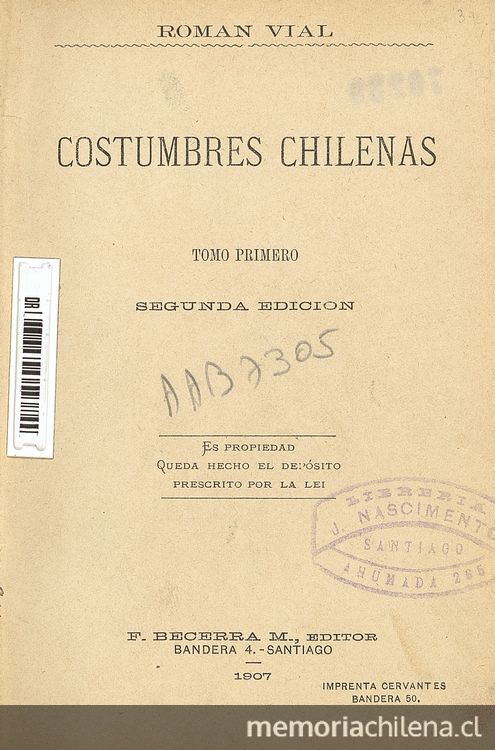 ROMAN VIAL
COSTUMBRES CHILENAS
TOMO PRIMERO
SEGUNDA EDICION
AAB7305
ES PROPIEDAD
QUEDA HECHO EL DEPÓSITO
PRESCRITO POR LA LEI
LIBRERIA
J. NASCIMENTO
SANTIAGO
AHUMADA 265
F. BECERRA M., EDITOR
BANDERA 4.-SANTIAGO
1907
IMPRENTA CERVANTES
BANDERA 50.
memoriachilena.cl